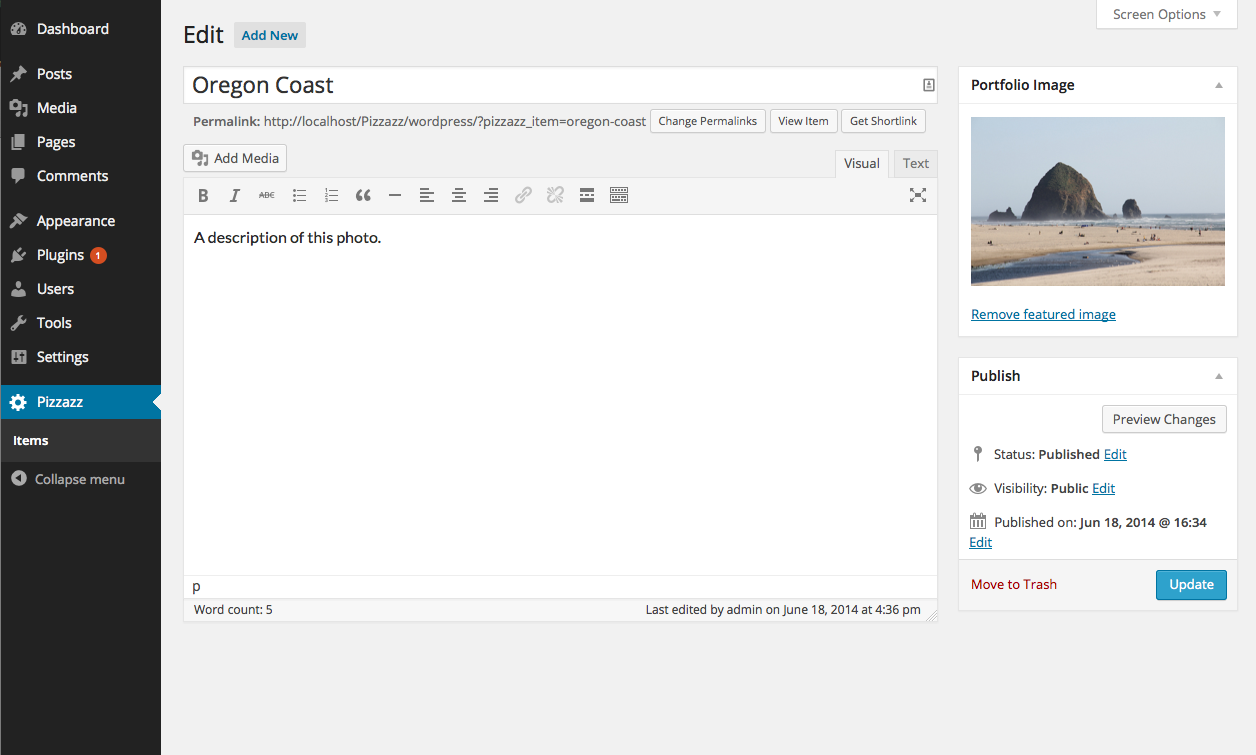 Dashboard
Posts
Media
Pages
Comments
Appearance
Plugins 1
Users
Tools
Settings
Pizzazz
Items
Collapse menu
Screen Options
Edit Add New
Oregon Coast
Permalink: http://localhost/Pizzazz/wordpress/?pizzazz_item=oregon-coast Change Permalinks View Item Get Shortlink
Add Media
Visual Text
B I ABC
A description of this photo.
p
Word count: 5 Last edited by admin on June 18, 2014 at 4:36 pm
Portfolio Image
Remove featured image
Publish
Preview Changes
Status: Published Edit
Visibility: Public Edit
Published on: Jun 18, 2014 @ 16:34
Edit
Move to Trash Update